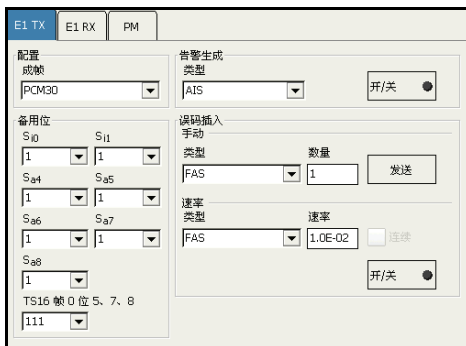 E1 TX E1 RX PM
配置
成帧
PCM30
告警生成
类型
AIS
开/关
备用位
Si0 Si1
1 1
Sa4 Sa5
1 1
Sa6 Sa7
1 1
Sa8
1
TS16 帧 0 位 5、7、8
111
误码插入
手动
类型 数量
FAS 1 发送
速率
类型 速率
FAS 1.0E-02 连续
开/关